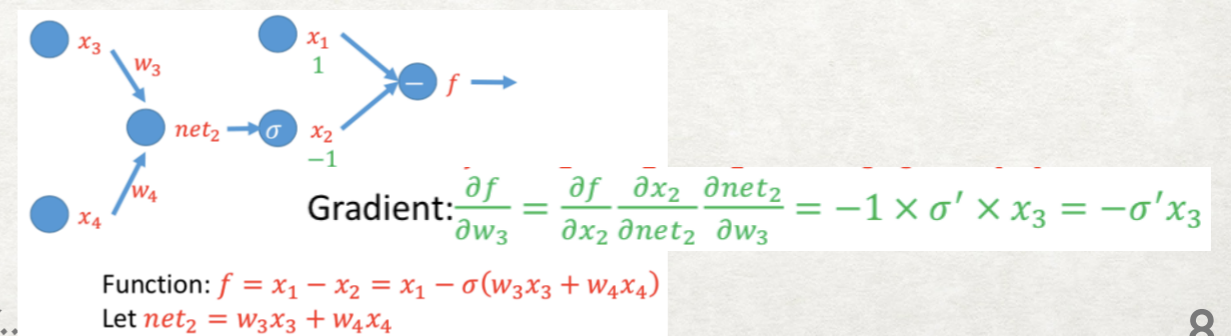 x₃
w₃
x₁
1
− f
net₂ σ x₂
−1
w₄
x₄
Gradient: ∂f/∂w₃ = ∂f/∂x₂ ∂x₂/∂net₂ ∂net₂/∂w₃ = −1 × σ′ × x₃ = −σ′x₃
Function: f = x₁ − x₂ = x₁ − σ(w₃x₃ + w₄x₄)
Let net₂ = w₃x₃ + w₄x₄
8